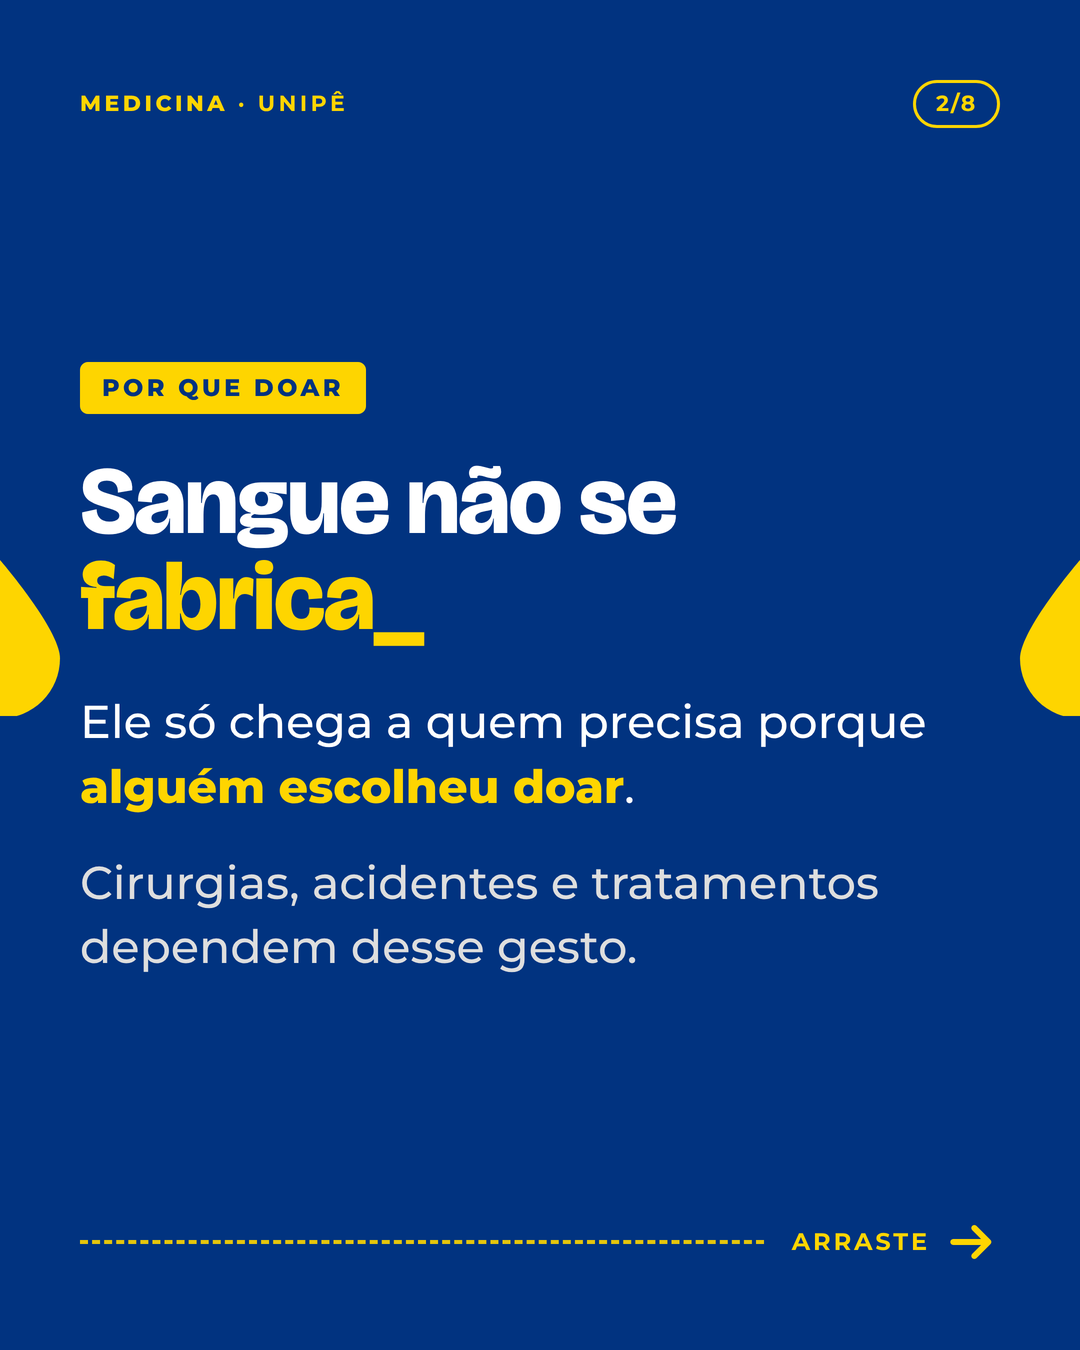 MEDICINA · UNIPÊ
2/8
POR QUE DOAR
Sangue não se
fabrica_
Ele só chega a quem precisa porque
alguém escolheu doar.
Cirurgias, acidentes e tratamentos
dependem desse gesto.
ARRASTE